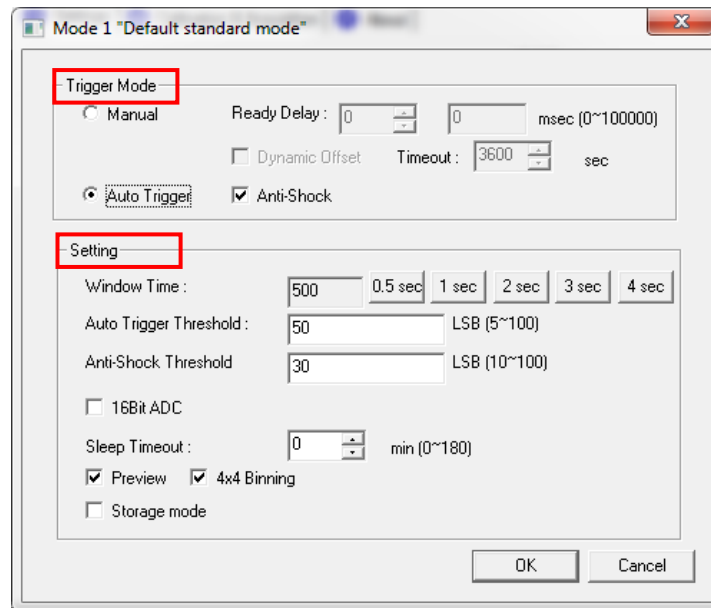 Mode 1 "Default standard mode"
Trigger Mode
Manual Ready Delay : 0 0 msec (0~100000)
Dynamic Offset Timeout : 3600 sec
Auto Trigger Anti-Shock
Setting
Window Time : 500 0.5 sec 1 sec 2 sec 3 sec 4 sec
Auto Trigger Threshold : 50 LSB (5~100)
Anti-Shock Threshold 30 LSB (10~100)
16Bit ADC
Sleep Timeout : 0 min (0~180)
Preview 4x4 Binning
Storage mode
OK Cancel